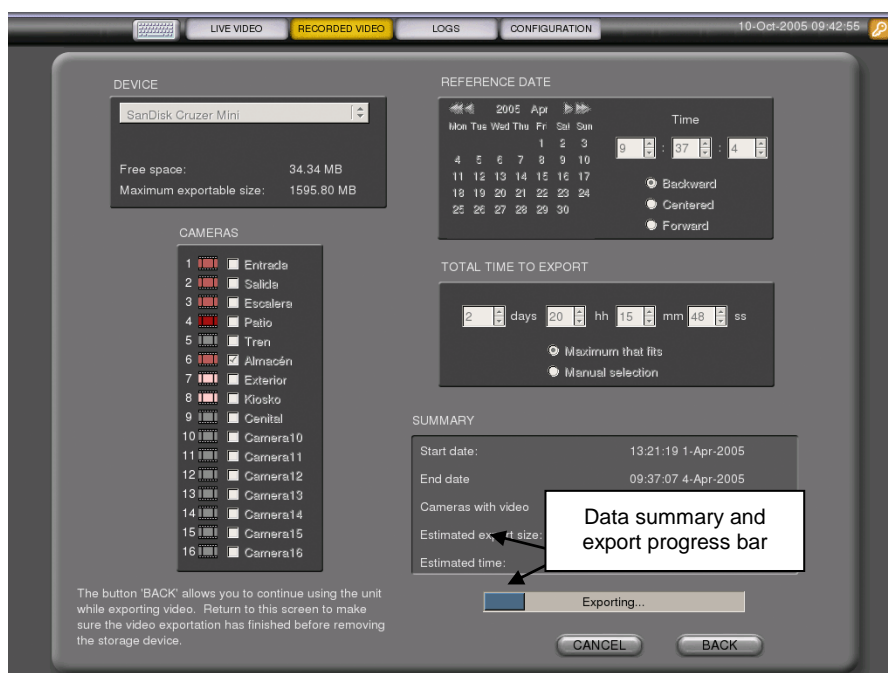 LIVE VIDEO RECORDED VIDEO LOGS CONFIGURATION 10-Oct-2005 09:42:55
DEVICE
SanDisk Cruzer Mini
Free space: 34.34 MB
Maximum exportable size: 1595.80 MB
CAMERAS
1 Entrada
2 Salida
3 Escalera
4 Patio
5 Tren
6 Almacén
7 Exterior
8 Kiosko
9 Cenital
10 Camera10
11 Camera11
12 Camera12
13 Camera13
14 Camera14
15 Camera15
16 Camera16
The button 'BACK' allows you to continue using the unit
while exporting video. Return to this screen to make
sure the video exportation has finished before removing
the storage device.
REFERENCE DATE
2005 Apr
Mon Tue Wed Thu Fri Sat Sun
1 2 3
4 5 6 7 8 9 10
11 12 13 14 15 16 17
18 19 20 21 22 23 24
25 26 27 28 29 30
Time
9 : 37 : 4
Backward
Centered
Forward
TOTAL TIME TO EXPORT
2 days 20 hh 15 mm 48 ss
Maximum that fits
Manual selection
SUMMARY
Start date: 13:21:19 1-Apr-2005
End date 09:37:07 4-Apr-2005
Cameras with video
Estimated export size:
Estimated time:
Data summary and
export progress bar
Exporting...
CANCEL BACK